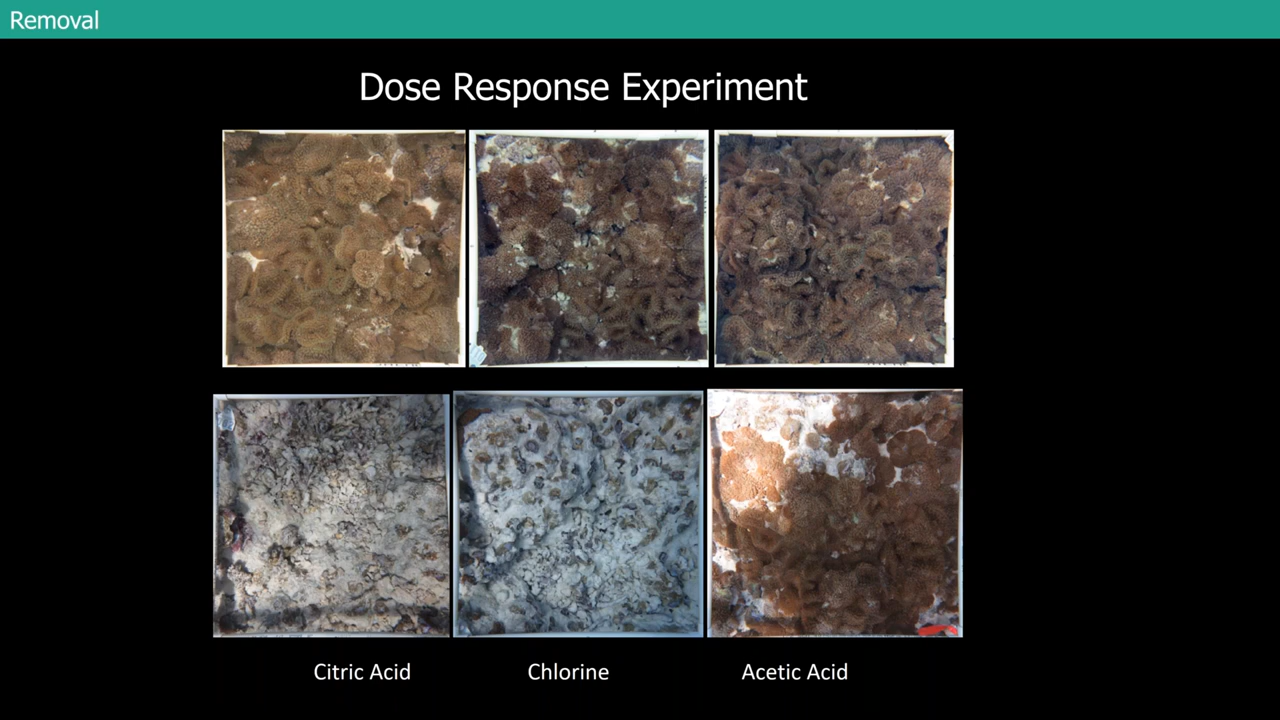 Removal
Dose Response Experiment
Citric Acid
Chlorine
Acetic Acid